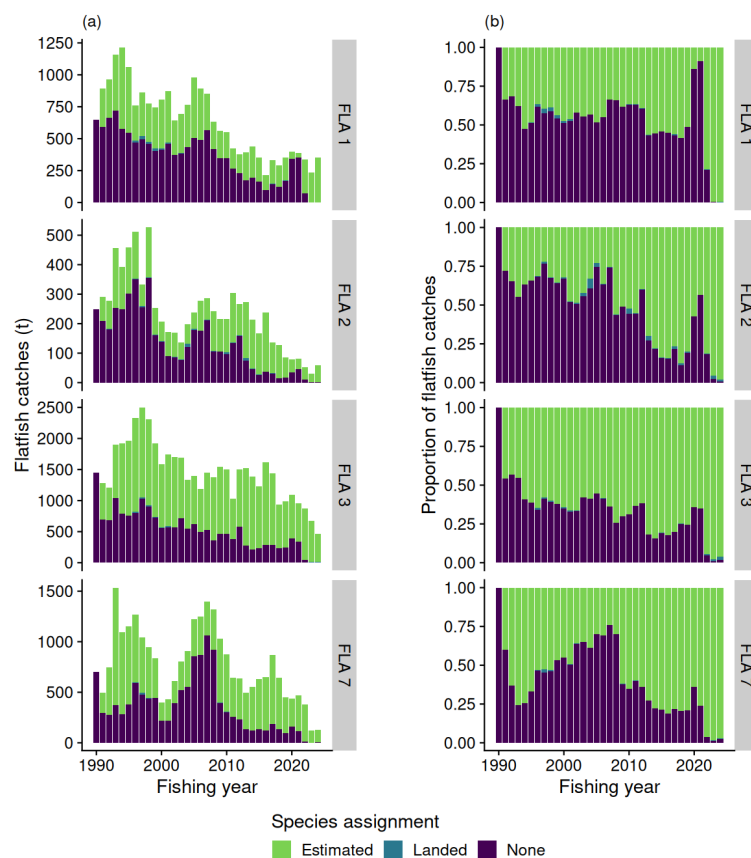 (a)
(b)
Flatfish catches (t)
1250
1000
750
500
250
0
FLA 1
500
400
300
200
100
0
FLA 2
2500
2000
1500
1000
500
0
FLA 3
1500
1000
500
0
FLA 7
1990
2000
2010
2020
Fishing year
Proportion of flatfish catches
1.00
0.75
0.50
0.25
0.00
FLA 1
1.00
0.75
0.50
0.25
0.00
FLA 2
1.00
0.75
0.50
0.25
0.00
FLA 3
1.00
0.75
0.50
0.25
0.00
FLA 7
1990
2000
2010
2020
Fishing year
Species assignment
Estimated
Landed
None